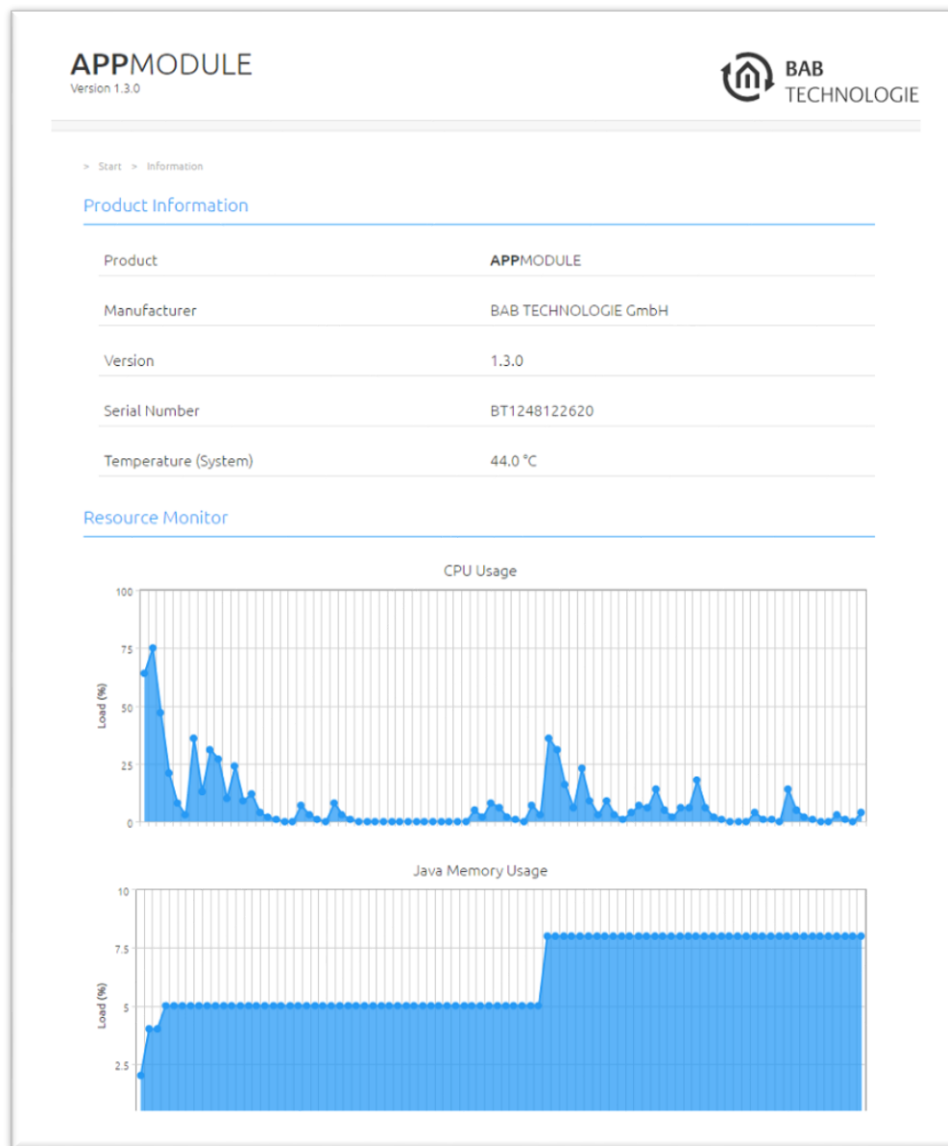 APPMODULE
Version 1.3.0
BAB
TECHNOLOGIE
> Start > Information
Product Information
Product APPMODULE
Manufacturer BAB TECHNOLOGIE GmbH
Version 1.3.0
Serial Number BT1248122620
Temperature (System) 44.0 °C
Resource Monitor
CPU Usage
100
75
50
25
0
Load (%)
Java Memory Usage
10
7.5
5
2.5
Load (%)